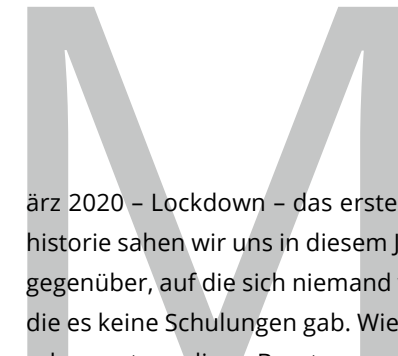 M
ärz 2020 – Lockdown – das erste
historie sahen wir uns in diesem
gegenüber, auf die sich niemand
die es keine Schulungen gab. Wie